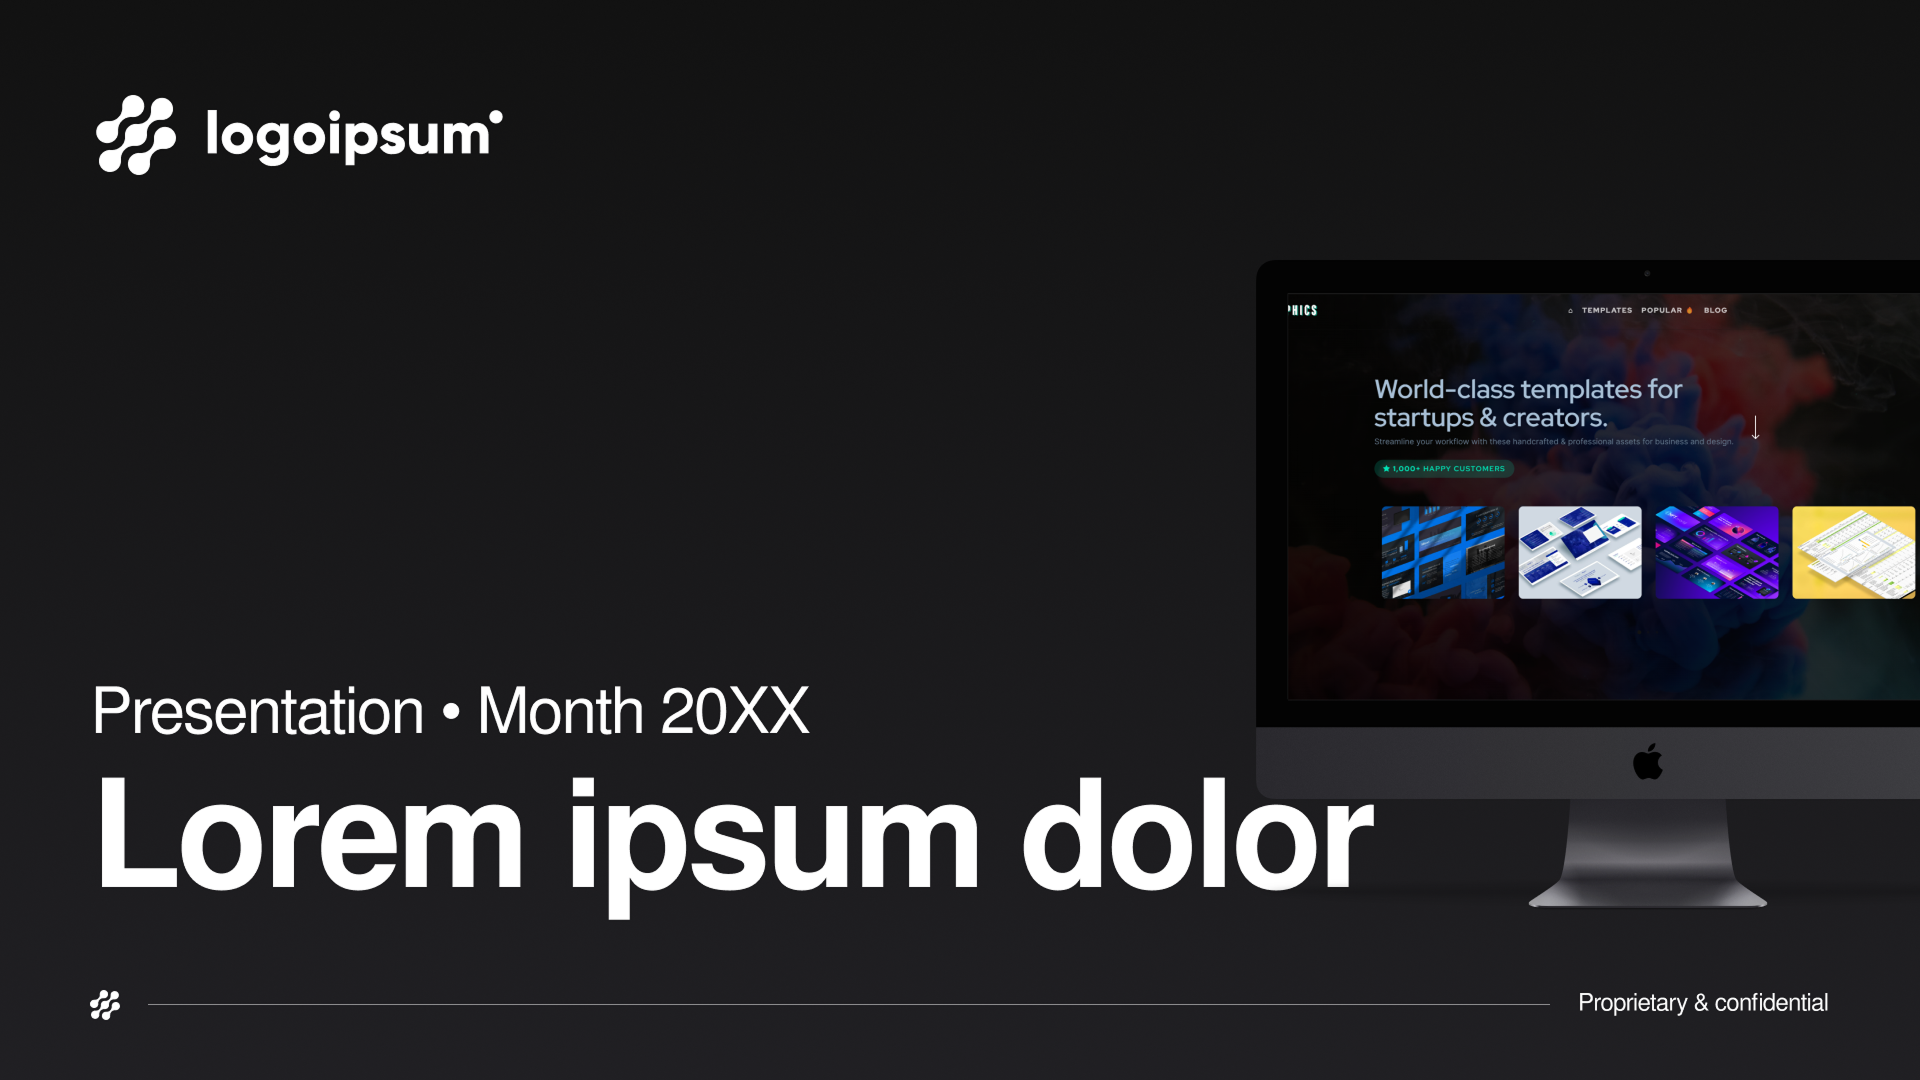 logoipsum
PHICS
TEMPLATES POPULAR BLOG
World-class templates for
startups & creators.
Streamline your workflow with these handcrafted & professional assets for business and design.
1,000+ HAPPY CUSTOMERS
Presentation • Month 20XX
Lorem ipsum dolor
Proprietary & confidential